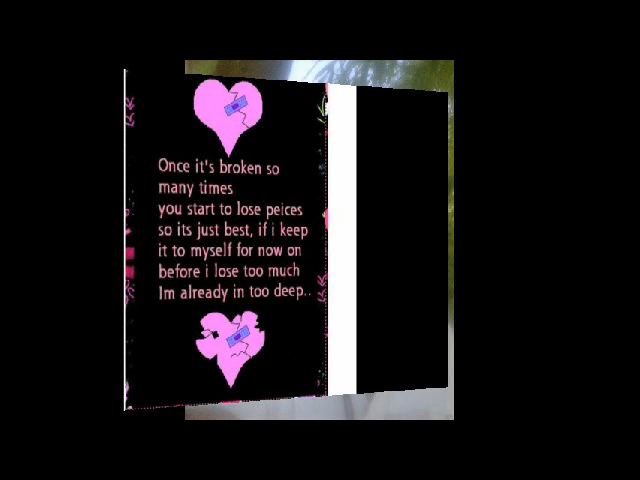 Once it's broken so
many times
you start to lose peices
so its just best, if i keep
it to myself for now on
before i lose too much
Im already in too deep..